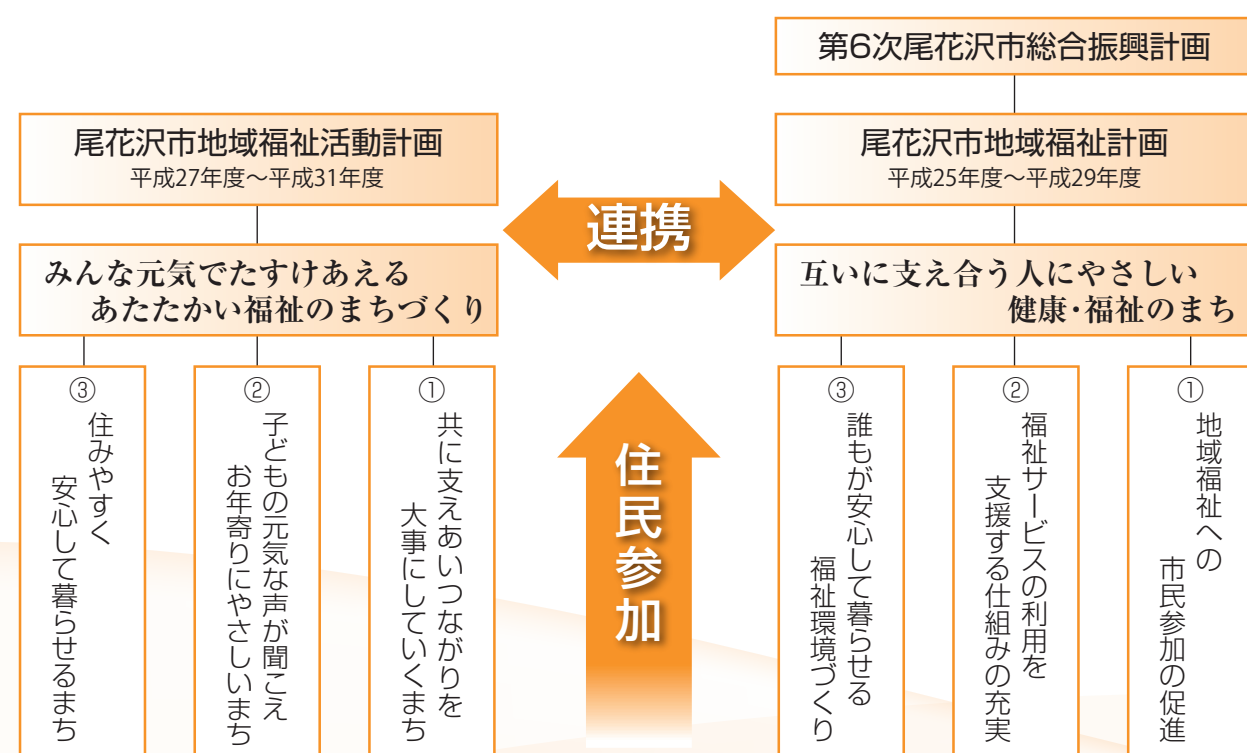 第6次尾花沢市総合振興計画
尾花沢市地域福祉活動計画
平成27年度～平成31年度
尾花沢市地域福祉計画
平成25年度～平成29年度
連携
みんな元気でたすけあえる
あたたかい福祉のまちづくり
互いに支え合う人にやさしい
健康・福祉のまち
住民参加
①
地域福祉への
市民参加の促進
②
福祉サービスの利用を
支援する仕組みの充実
③
誰もが安心して暮らせる
福祉環境づくり
①
共に支えあいつながりを
大事にしていくまち
②
子どもの元気な声が聞こえ
お年寄りにやさしいまち
③
住みやすく
安心して暮らせるまち